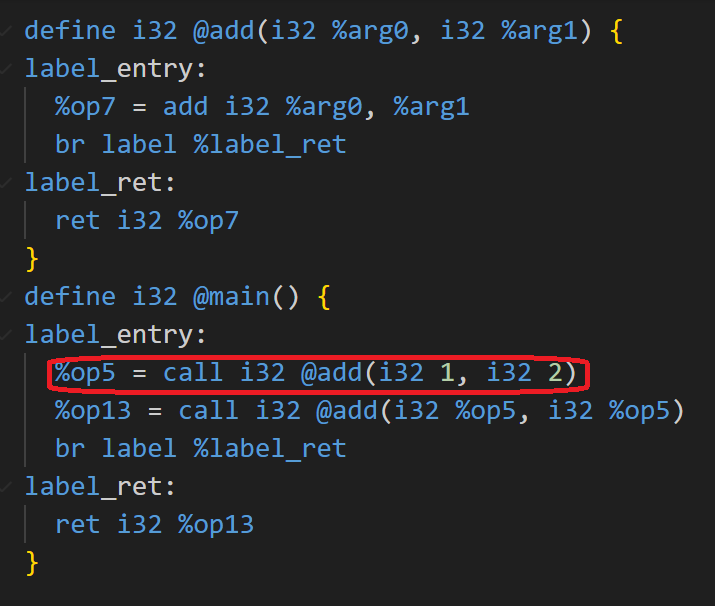 define i32 @add(i32 %arg0, i32 %arg1) {
label_entry:
  %op7 = add i32 %arg0, %arg1
  br label %label_ret
label_ret:
  ret i32 %op7
}
define i32 @main() {
label_entry:
  %op5 = call i32 @add(i32 1, i32 2)
  %op13 = call i32 @add(i32 %op5, i32 %op5)
  br label %label_ret
label_ret:
  ret i32 %op13
}